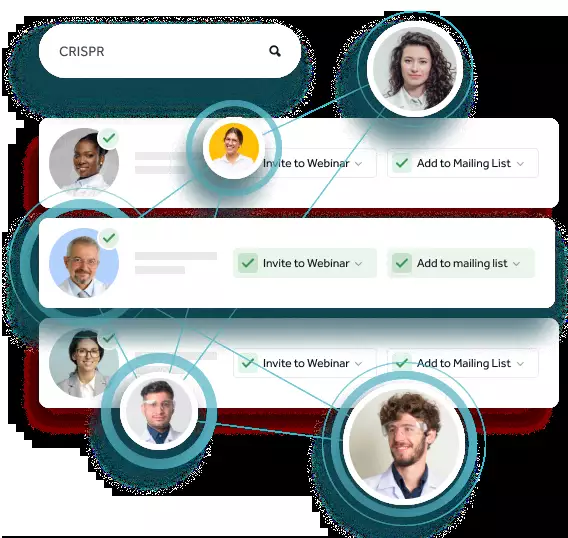 CRISPR
Invite to Webinar
Add to Mailing List
Invite to Webinar
Add to mailing list
Invite to Webinar
Add to Mailing List